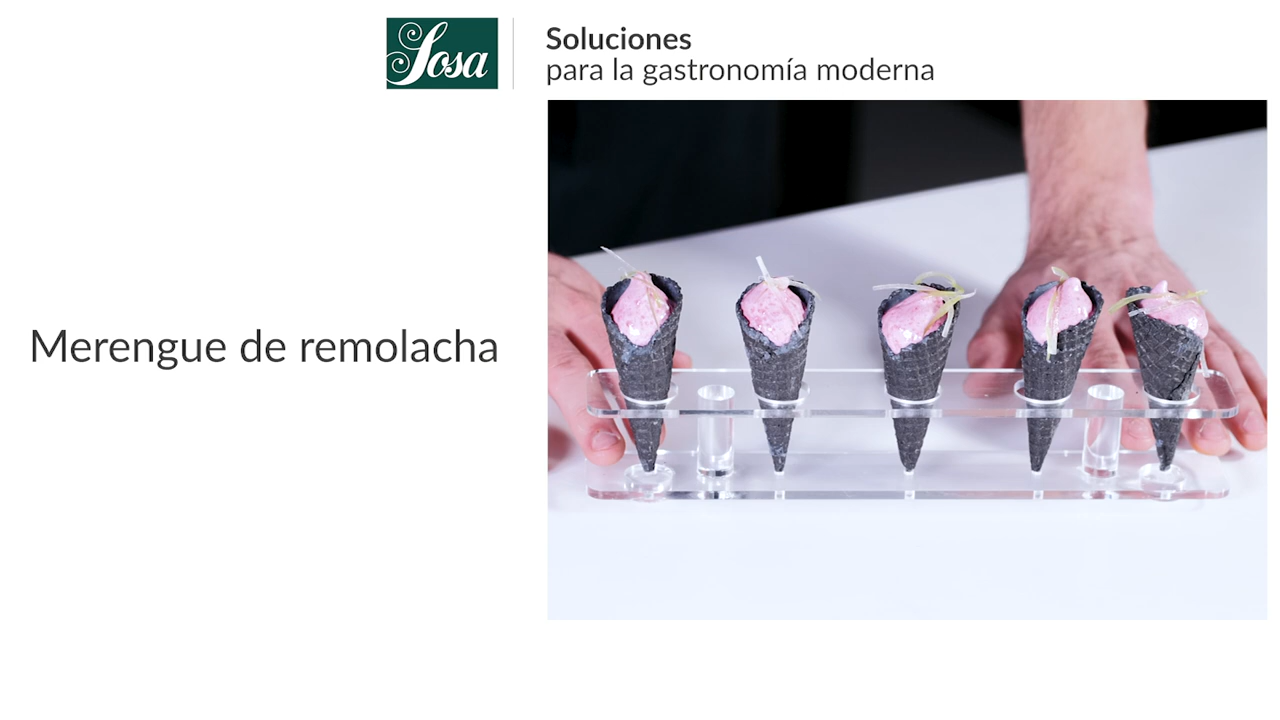 Sosa
Soluciones
para la gastronomía moderna
Merengue de remolacha